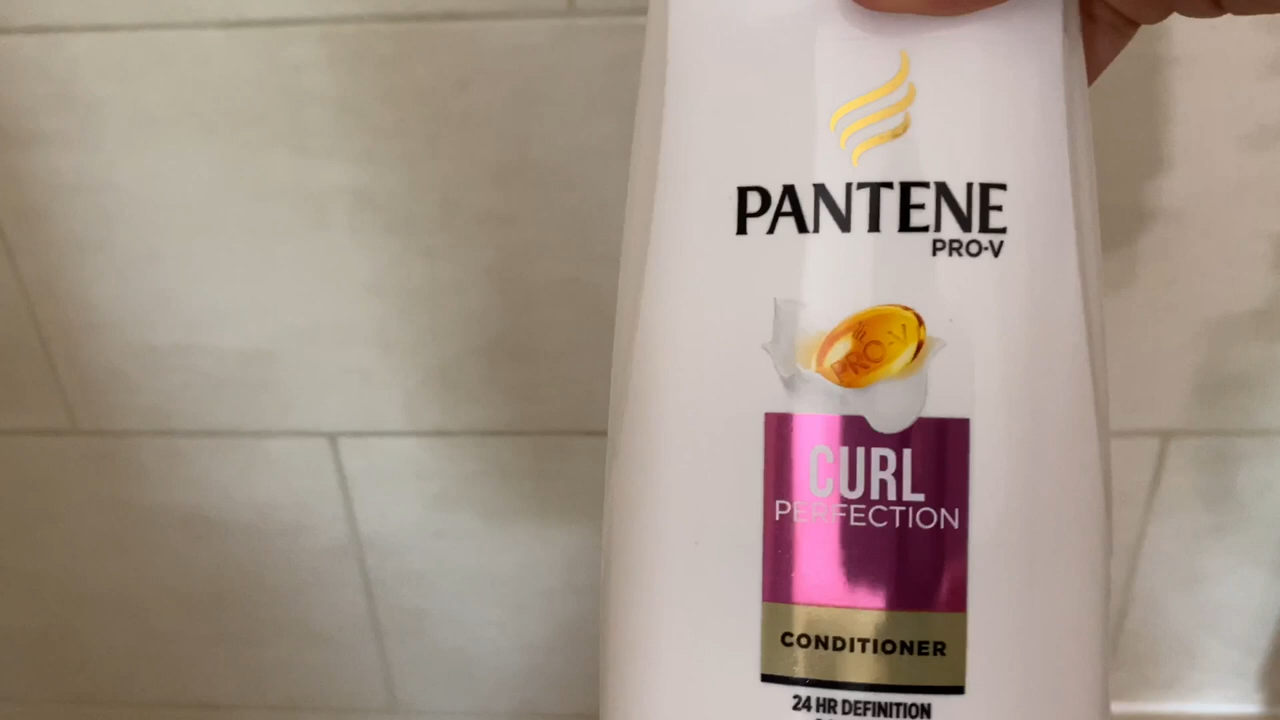 PANTENE
PRO-V
PRO-V
CURL
PERFECTION
CONDITIONER
24 HR DEFINITION